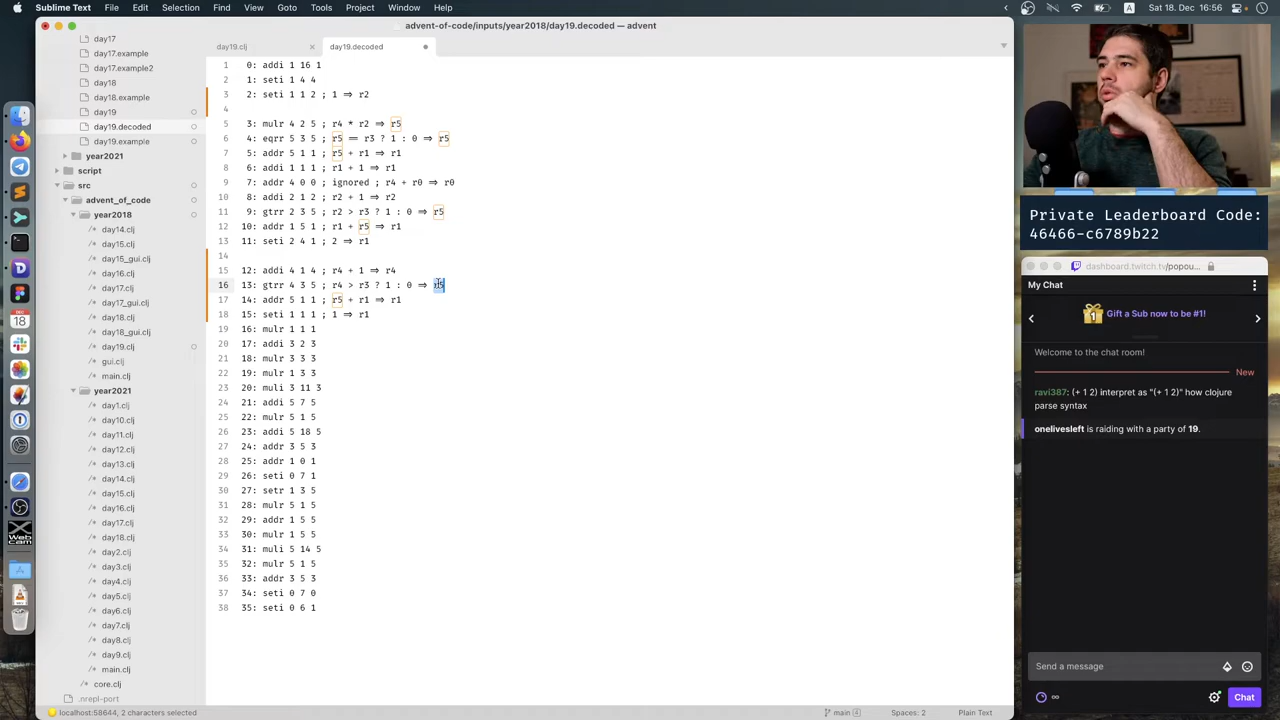 Sublime Text File Edit Selection Find View Goto Tools Project Window Help
Sat 18. Dec 16:56
advent-of-code/inputs/year2018/day19.decoded — advent
day17
day17.example
day17.example2
day18
day18.example
day19
day19.decoded
day19.example
year2021
script
src
advent_of_code
year2018
day14.clj
day15.clj
day15_gui.clj
day16.clj
day17.clj
day17_gui.clj
day18.clj
day18_gui.clj
day19.clj
gui.clj
main.clj
year2021
day1.clj
day10.clj
day11.clj
day12.clj
day13.clj
day14.clj
day15.clj
day16.clj
day17.clj
day18.clj
day2.clj
day3.clj
day4.clj
day5.clj
day6.clj
day7.clj
day8.clj
day9.clj
main.clj
core.clj
.nrepl-port
day19.clj
day19.decoded
1 0: addi 1 16 1
2 1: seti 1 4 4
3 2: seti 1 1 2 ; 1 ⇒ r2
4
5 3: mulr 4 2 5 ; r4 * r2 ⇒ r5
6 4: eqrr 5 3 5 ; r5 == r3 ? 1 : 0 ⇒ r5
7 5: addr 5 1 1 ; r5 + r1 ⇒ r1
8 6: addi 1 1 1 ; r1 + 1 ⇒ r1
9 7: addr 4 0 0 ; ignored ; r4 + r0 ⇒ r0
10 8: addi 2 1 2 ; r2 + 1 ⇒ r2
11 9: gtrr 2 3 5 ; r2 > r3 ? 1 : 0 ⇒ r5
12 10: addr 1 5 1 ; r1 + r5 ⇒ r1
13 11: seti 2 4 1 ; 2 ⇒ r1
14
15 12: addi 4 1 4 ; r4 + 1 ⇒ r4
16 13: gtrr 4 3 5 ; r4 > r3 ? 1 : 0 ⇒ r5
17 14: addr 5 1 1 ; r5 + r1 ⇒ r1
18 15: seti 1 1 1 ; 1 ⇒ r1
19 16: mulr 1 1 1
20 17: addi 3 2 3
21 18: mulr 3 3 3
22 19: mulr 1 3 3
23 20: muli 3 11 3
24 21: addi 5 7 5
25 22: mulr 5 1 5
26 23: addi 5 18 5
27 24: addr 3 5 3
28 25: addr 1 0 1
29 26: seti 0 7 1
30 27: setr 1 3 5
31 28: mulr 5 1 5
32 29: addr 1 5 5
33 30: mulr 1 5 5
34 31: muli 5 14 5
35 32: mulr 5 1 5
36 33: addr 3 5 3
37 34: seti 0 7 0
38 35: seti 0 6 1
localhost:58644, 2 characters selected
main 4
Spaces: 2
Plain Text
Private Leaderboard Code:
46466-c6789b22
dashboard.twitch.tv/popou...
My Chat
Gift a Sub now to be #1!
Welcome to the chat room!
New
ravi387: (+ 1 2) interpret as "(+ 1 2)" how clojure
parse syntax
onelivesleft is raiding with a party of 19.
Send a message
∞
Chat
DEC
18
Web
Cam